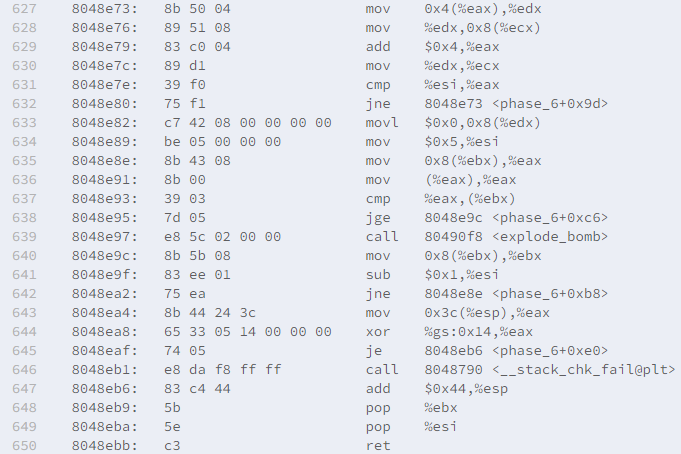 627 8048e73: 8b 50 04 mov 0x4(%eax),%edx
628 8048e76: 89 51 08 mov %edx,0x8(%ecx)
629 8048e79: 83 c0 04 add $0x4,%eax
630 8048e7c: 89 d1 mov %edx,%ecx
631 8048e7e: 39 f0 cmp %esi,%eax
632 8048e80: 75 f1 jne 8048e73 <phase_6+0x9d>
633 8048e82: c7 42 08 00 00 00 00 movl $0x0,0x8(%edx)
634 8048e89: be 05 00 00 00 mov $0x5,%esi
635 8048e8e: 8b 43 08 mov 0x8(%ebx),%eax
636 8048e91: 8b 00 mov (%eax),%eax
637 8048e93: 39 03 cmp %eax,(%ebx)
638 8048e95: 7d 05 jge 8048e9c <phase_6+0xc6>
639 8048e97: e8 5c 02 00 00 call 80490f8 <explode_bomb>
640 8048e9c: 8b 5b 08 mov 0x8(%ebx),%ebx
641 8048e9f: 83 ee 01 sub $0x1,%esi
642 8048ea2: 75 ea jne 8048e8e <phase_6+0xb8>
643 8048ea4: 8b 44 24 3c mov 0x3c(%esp),%eax
644 8048ea8: 65 33 05 14 00 00 00 xor %gs:0x14,%eax
645 8048eaf: 74 05 je 8048eb6 <phase_6+0xe0>
646 8048eb1: e8 da f8 ff ff call 8048790 <__stack_chk_fail@plt>
647 8048eb6: 83 c4 44 add $0x44,%esp
648 8048eb9: 5b pop %ebx
649 8048eba: 5e pop %esi
650 8048ebb: c3 ret